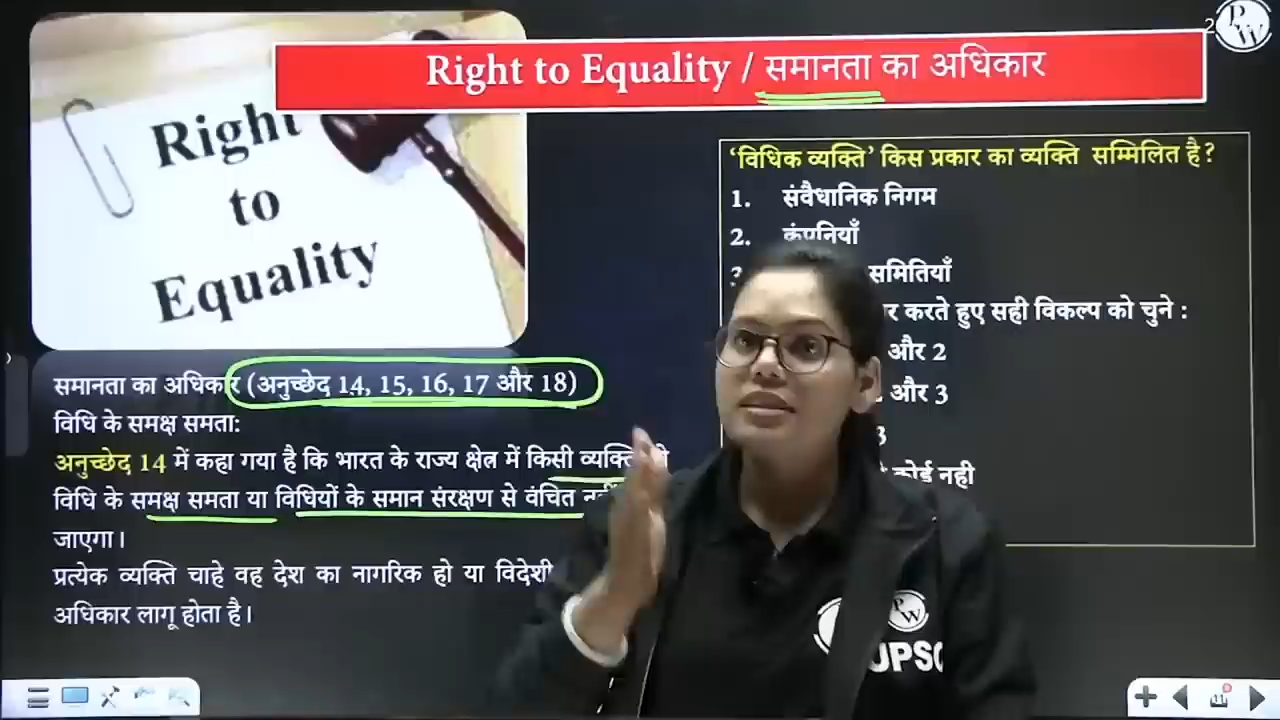 Right to Equality / समानता का अधिकार
PW
Right
to
Equality
समानता का अधिकार (अनुच्छेद 14, 15, 16, 17 और 18)
विधि के समक्ष समता:
अनुच्छेद 14 में कहा गया है कि भारत के राज्य क्षेत्र में किसी व्यक्ति
विधि के समक्ष समता या विधियों के समान संरक्षण से वंचित
जाएगा।
प्रत्येक व्यक्ति चाहे वह देश का नागरिक हो या विदेशी
अधिकार लागू होता है।
‘विधिक व्यक्ति’ किस प्रकार का व्यक्ति सम्मिलित है?
1. संवैधानिक निगम
2. कंपनियाँ
समितियाँ
करते हुए सही विकल्प को चुने :
और 2
और 3
3
कोई नही
PW
UPSC